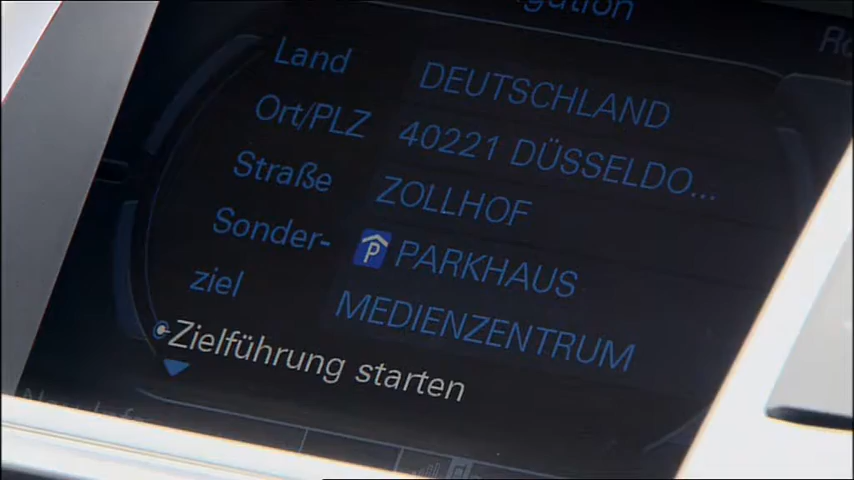 Land DEUTSCHLAND
Ort/PLZ 40221 DÜSSELDO...
Straße ZOLLHOF
Sonder- P PARKHAUS
ziel MEDIENZENTRUM
Zielführung starten